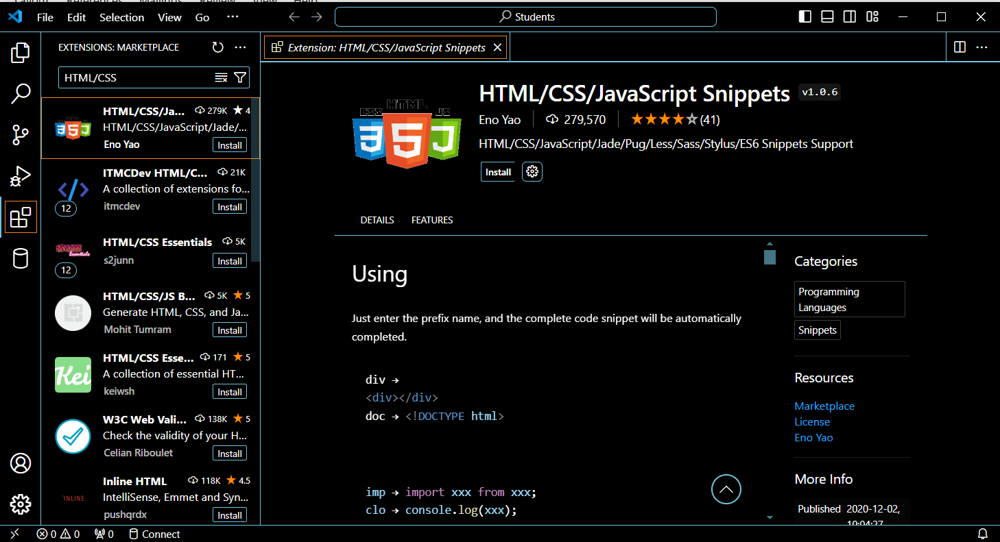 File Edit Selection View Go ···
Students
EXTENSIONS: MARKETPLACE
HTML/CSS
HTML/CSS/Ja... 279K ★ 4
HTML/CSS/JavaScript/Jade/...
Eno Yao Install
ITMCDev HTML/C... 21K
A collection of extensions fo...
12
itmcdev Install
HTML/CSS Essentials 5K
s2junn Install
12
HTML/CSS/JS B... 5K ★ 5
Generate HTML, CSS, and Ja...
Mohit Tumram Install
HTML/CSS Esse... 171 ★ 5
Kei
A collection of essential HT...
keiwsh Install
W3C Web Vali... 138K ★ 5
Check the validity of your H...
Celian Riboulet Install
Inline HTML 118K ★ 4.5
INLINE
IntelliSense, Emmet and Syn...
pushqrdx Install
Extension: HTML/CSS/JavaScript Snippets
CSS HTML JS
HTML/CSS/JavaScript Snippets v1.0.6
Eno Yao 279,570 ★★★★☆(41)
HTML/CSS/JavaScript/Jade/Pug/Less/Sass/Stylus/ES6 Snippets Support
Install
DETAILS FEATURES
Using
Just enter the prefix name, and the complete code snippet will be automatically
completed.
div →
<div></div>
doc → <!DOCTYPE html>
imp → import xxx from xxx;
clo → console.log(xxx);
Categories
Programming
Languages
Snippets
Resources
Marketplace
License
Eno Yao
More Info
Published 2020-12-02,
10:04:27
0 0 0 Connect